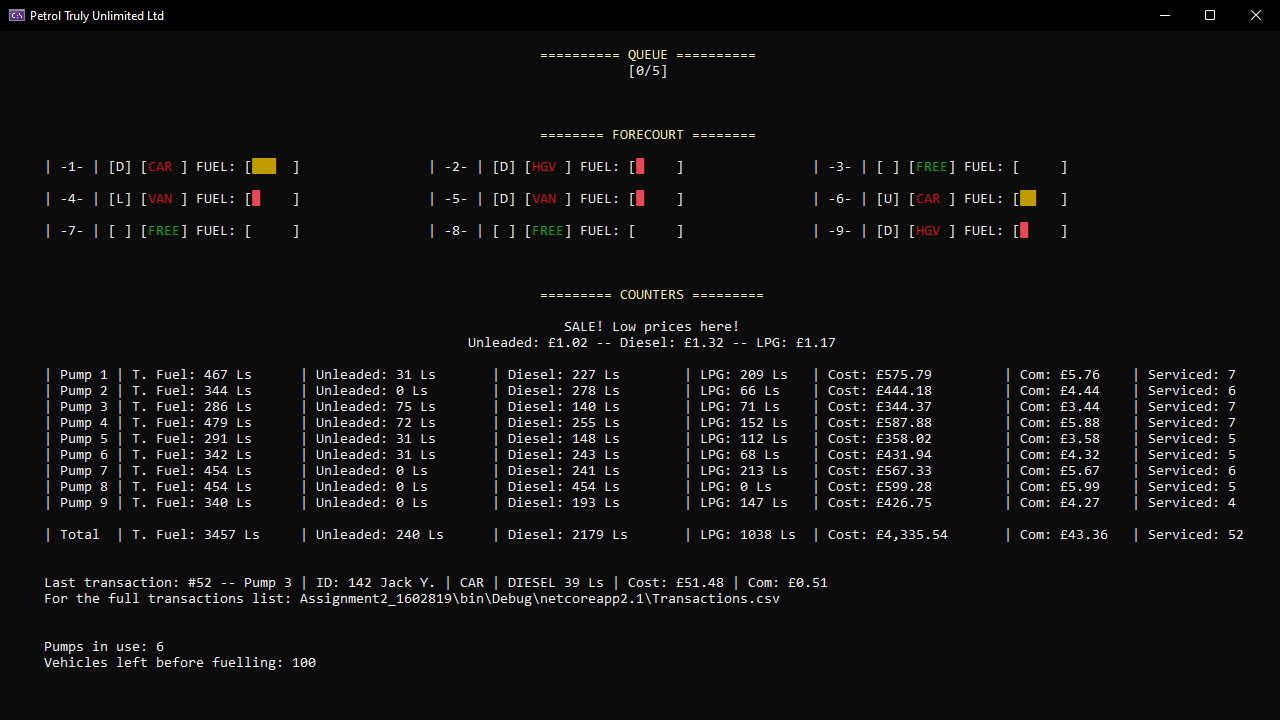 Petrol Truly Unlimited Ltd
========== QUEUE ==========
[0/5]
======== FORECOURT ========
| -1- | [D] [CAR ] FUEL: [ ] | -2- | [D] [HGV ] FUEL: [ ] | -3- | [ ] [FREE] FUEL: [ ]
| -4- | [L] [VAN ] FUEL: [ ] | -5- | [D] [VAN ] FUEL: [ ] | -6- | [U] [CAR ] FUEL: [ ]
| -7- | [ ] [FREE] FUEL: [ ] | -8- | [ ] [FREE] FUEL: [ ] | -9- | [D] [HGV ] FUEL: [ ]
========= COUNTERS =========
SALE! Low prices here!
Unleaded: £1.02 -- Diesel: £1.32 -- LPG: £1.17
| Pump 1 | T. Fuel: 467 Ls | Unleaded: 31 Ls | Diesel: 227 Ls | LPG: 209 Ls | Cost: £575.79 | Com: £5.76 | Serviced: 7
| Pump 2 | T. Fuel: 344 Ls | Unleaded: 0 Ls | Diesel: 278 Ls | LPG: 66 Ls | Cost: £444.18 | Com: £4.44 | Serviced: 6
| Pump 3 | T. Fuel: 286 Ls | Unleaded: 75 Ls | Diesel: 140 Ls | LPG: 71 Ls | Cost: £344.37 | Com: £3.44 | Serviced: 7
| Pump 4 | T. Fuel: 479 Ls | Unleaded: 72 Ls | Diesel: 255 Ls | LPG: 152 Ls | Cost: £587.88 | Com: £5.88 | Serviced: 7
| Pump 5 | T. Fuel: 291 Ls | Unleaded: 31 Ls | Diesel: 148 Ls | LPG: 112 Ls | Cost: £358.02 | Com: £3.58 | Serviced: 5
| Pump 6 | T. Fuel: 342 Ls | Unleaded: 31 Ls | Diesel: 243 Ls | LPG: 68 Ls | Cost: £431.94 | Com: £4.32 | Serviced: 5
| Pump 7 | T. Fuel: 454 Ls | Unleaded: 0 Ls | Diesel: 241 Ls | LPG: 213 Ls | Cost: £567.33 | Com: £5.67 | Serviced: 6
| Pump 8 | T. Fuel: 454 Ls | Unleaded: 0 Ls | Diesel: 454 Ls | LPG: 0 Ls | Cost: £599.28 | Com: £5.99 | Serviced: 5
| Pump 9 | T. Fuel: 340 Ls | Unleaded: 0 Ls | Diesel: 193 Ls | LPG: 147 Ls | Cost: £426.75 | Com: £4.27 | Serviced: 4
| Total | T. Fuel: 3457 Ls | Unleaded: 240 Ls | Diesel: 2179 Ls | LPG: 1038 Ls | Cost: £4,335.54 | Com: £43.36 | Serviced: 52
Last transaction: #52 -- Pump 3 | ID: 142 Jack Y. | CAR | DIESEL 39 Ls | Cost: £51.48 | Com: £0.51
For the full transactions list: Assignment2_1602819\bin\Debug\netcoreapp2.1\Transactions.csv
Pumps in use: 6
Vehicles left before fuelling: 100